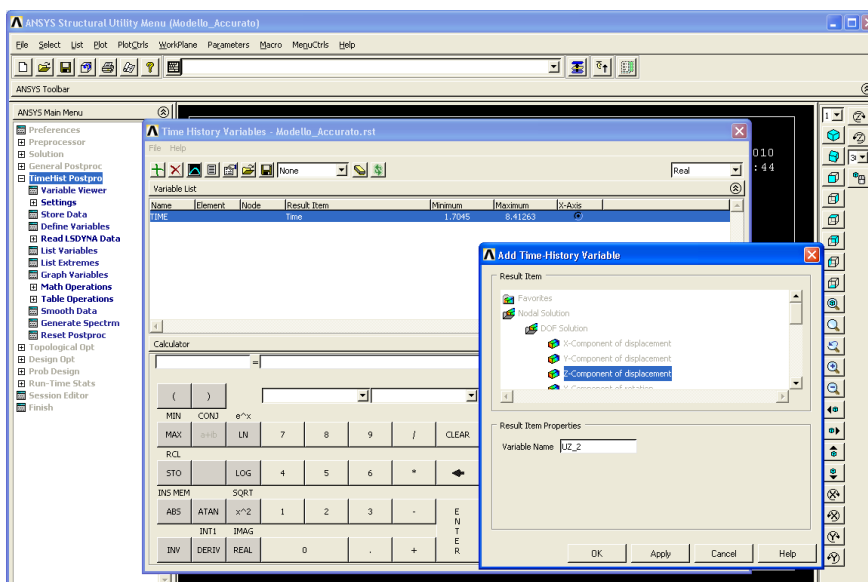 ANSYS Structural Utility Menu (Modello_Accurato)
File Select List Plot PlotCtrls WorkPlane Parameters Macro MenuCtrls Help
ANSYS Toolbar
ANSYS Main Menu
Preferences
Preprocessor
Solution
General Postproc
TimeHist Postpro
Variable Viewer
Settings
Store Data
Define Variables
Read LSDYNA Data
List Variables
List Extremes
Graph Variables
Math Operations
Table Operations
Smooth Data
Generate Spectrm
Reset Postproc
Topological Opt
Design Opt
Prob Design
Run-Time Stats
Session Editor
Finish
Time History Variables - Modello_Accurato.rst
File Help
None
Real
Variable List
Name Element Node Result Item Minimum Maximum X-Axis
TIME Time 1.7045 8.41263
Calculator
=
( )
MIN CONJ e^x
MAX a+ib LN 7 8 9 / CLEAR
RCL
STO LOG 4 5 6 *
INS MEM SQRT
ABS ATAN x^2 1 2 3 - ENTER
INT1 IMAG
INV DERIV REAL 0 . +
Add Time-History Variable
Result Item
Favorites
Nodal Solution
DOF Solution
X-Component of displacement
Y-Component of displacement
Z-Component of displacement
Result Item Properties
Variable Name UZ_2
OK Apply Cancel Help
010
:44
1
3